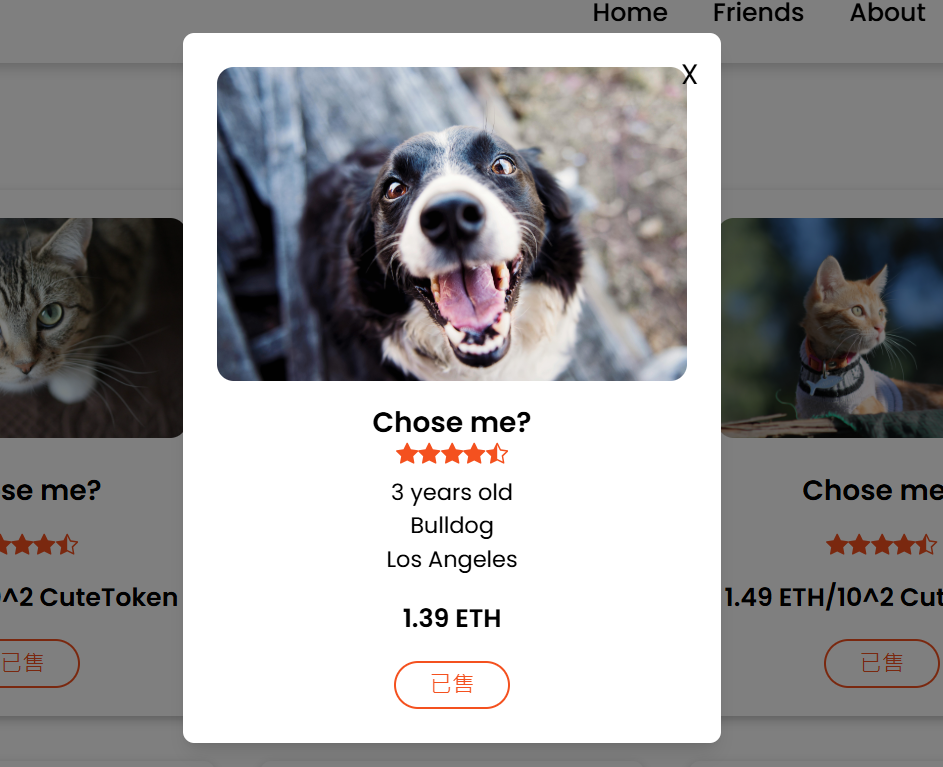 Home Friends About
X
Chose me?
3 years old
Bulldog
Los Angeles
1.39 ETH
已售
se me?
^2 CuteToken
已售
Chose me
1.49 ETH/10^2 Cut
已售